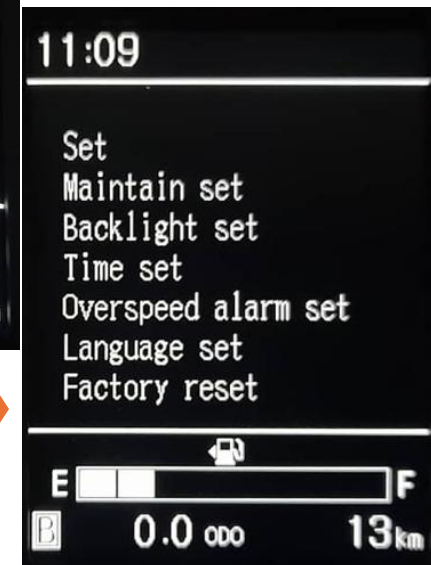 11:09
Set
Maintain set
Backlight set
Time set
Overspeed alarm set
Language set
Factory reset
E F
B 0.0 ODO 13km